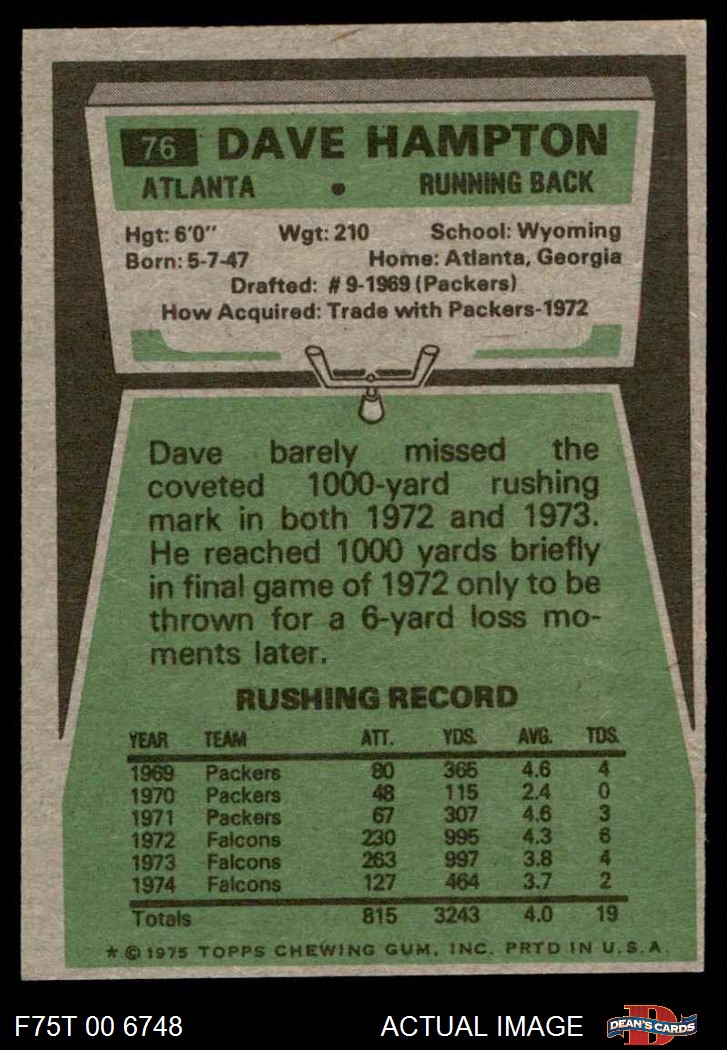 76 DAVE HAMPTON
ATLANTA • RUNNING BACK
Hgt: 6'0" Wgt: 210 School: Wyoming
Born: 5-7-47 Home: Atlanta, Georgia
Drafted: #9-1969 (Packers)
How Acquired: Trade with Packers-1972
Dave barely missed the
coveted 1000-yard rushing
mark in both 1972 and 1973.
He reached 1000 yards briefly
in final game of 1972 only to be
thrown for a 6-yard loss mo-
ments later.
RUSHING RECORD
YEAR TEAM ATT. YDS. AVG. TDS.
1969 Packers 80 365 4.6 4
1970 Packers 48 115 2.4 0
1971 Packers 67 307 4.6 3
1972 Falcons 230 995 4.3 6
1973 Falcons 263 997 3.8 4
1974 Falcons 127 464 3.7 2
Totals 815 3243 4.0 19
* © 1975 TOPPS CHEWING GUM, INC. PRTD IN U.S.A.
F75T 00 6748 ACTUAL IMAGE D DEAN'S CARDS